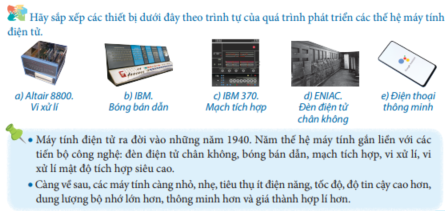 Hãy sắp xếp các thiết bị dưới đây theo trình tự của quá trình phát triển các thế hệ máy tính
điện tử.
a) Altair 8800.
Vi xử lí
b) IBM.
Bóng bán dẫn
c) IBM 370.
Mạch tích hợp
d) ENIAC.
Đèn điện tử
chân không
e) Điện thoại
thông minh
• Máy tính điện tử ra đời vào những năm 1940. Năm thế hệ máy tính gắn liền với các
tiến bộ công nghệ: đèn điện tử chân không, bóng bán dẫn, mạch tích hợp, vi xử lí, vi
xử lí mật độ tích hợp siêu cao.
• Càng về sau, các máy tính càng nhỏ, nhẹ, tiêu thụ ít điện năng, tốc độ, độ tin cậy cao hơn,
dung lượng bộ nhớ lớn hơn, thông minh hơn và giá thành hợp lí hơn.